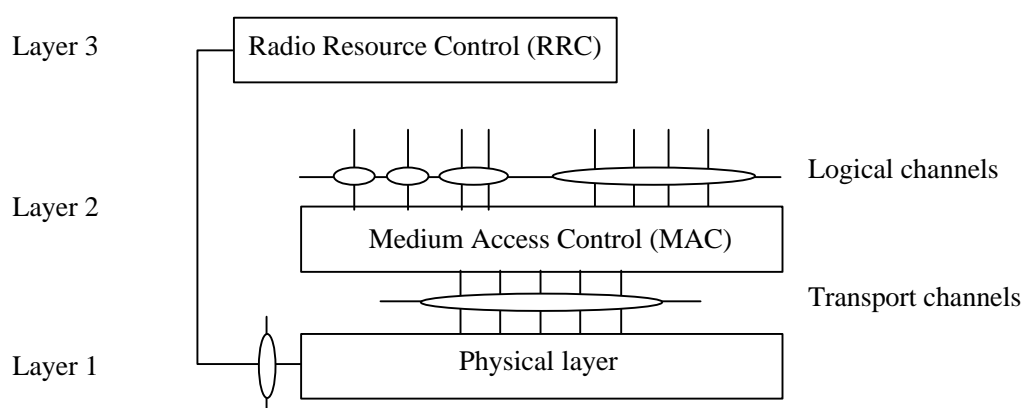 Layer 3
Radio Resource Control (RRC)
Logical channels
Layer 2
Medium Access Control (MAC)
Transport channels
Layer 1
Physical layer